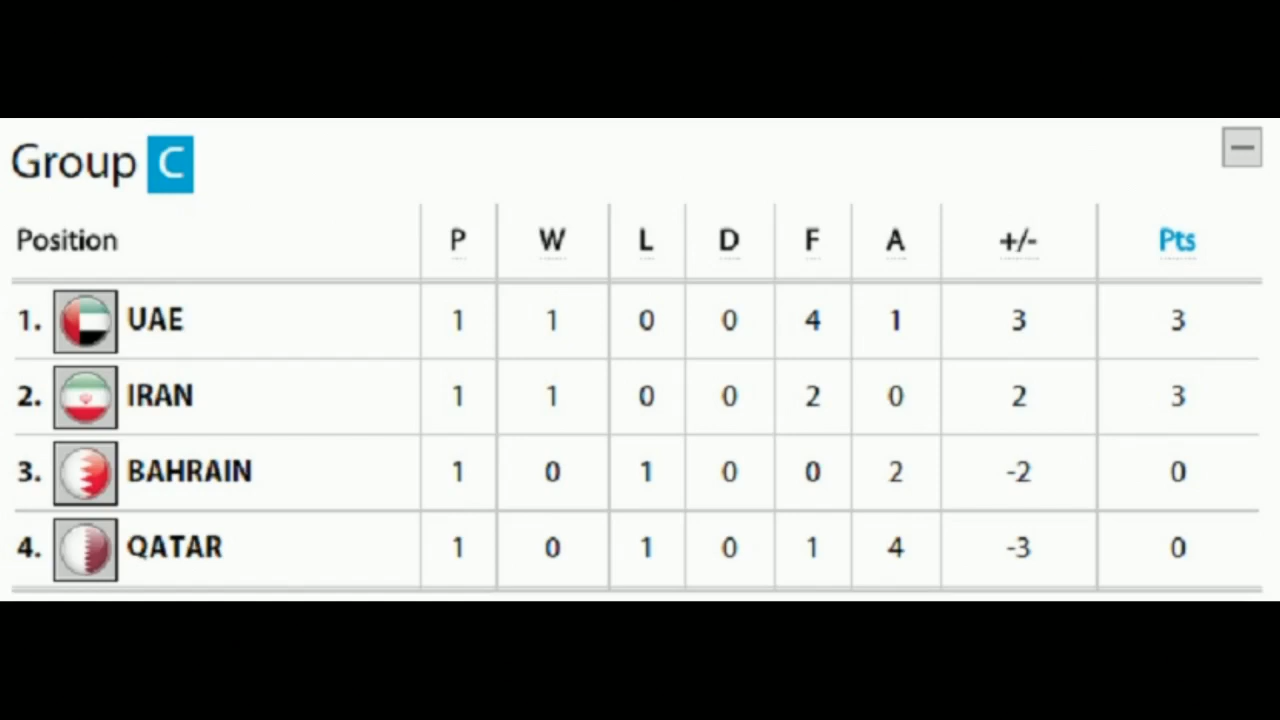 Group C
Position P W L D F A +/- Pts
1. UAE 1 1 0 0 4 1 3 3
2. IRAN 1 1 0 0 2 0 2 3
3. BAHRAIN 1 0 1 0 0 2 -2 0
4. QATAR 1 0 1 0 1 4 -3 0